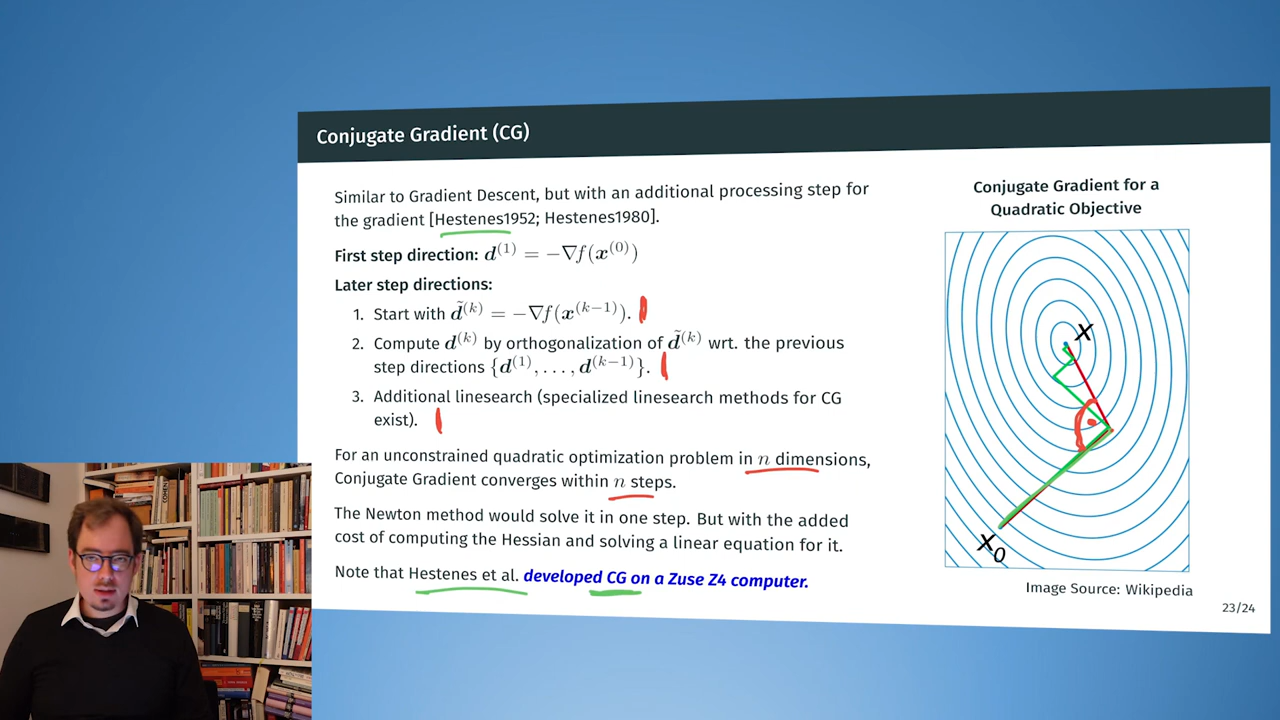 Conjugate Gradient (CG)
Similar to Gradient Descent, but with an additional processing step for
the gradient [Hestenes1952; Hestenes1980].
First step direction: d^{(1)} = −∇f(x^{(0)})
Later step directions:
1. Start with d̃^{(k)} = −∇f(x^{(k−1)}).
2. Compute d^{(k)} by orthogonalization of d̃^{(k)} wrt. the previous
step directions {d^{(1)}, . . . , d^{(k−1)}}.
3. Additional linesearch (specialized linesearch methods for CG
exist).
For an unconstrained quadratic optimization problem in n dimensions,
Conjugate Gradient converges within n steps.
The Newton method would solve it in one step. But with the added
cost of computing the Hessian and solving a linear equation for it.
Note that Hestenes et al. developed CG on a Zuse Z4 computer.
Conjugate Gradient for a
Quadratic Objective
x
x₀
Image Source: Wikipedia
23/24